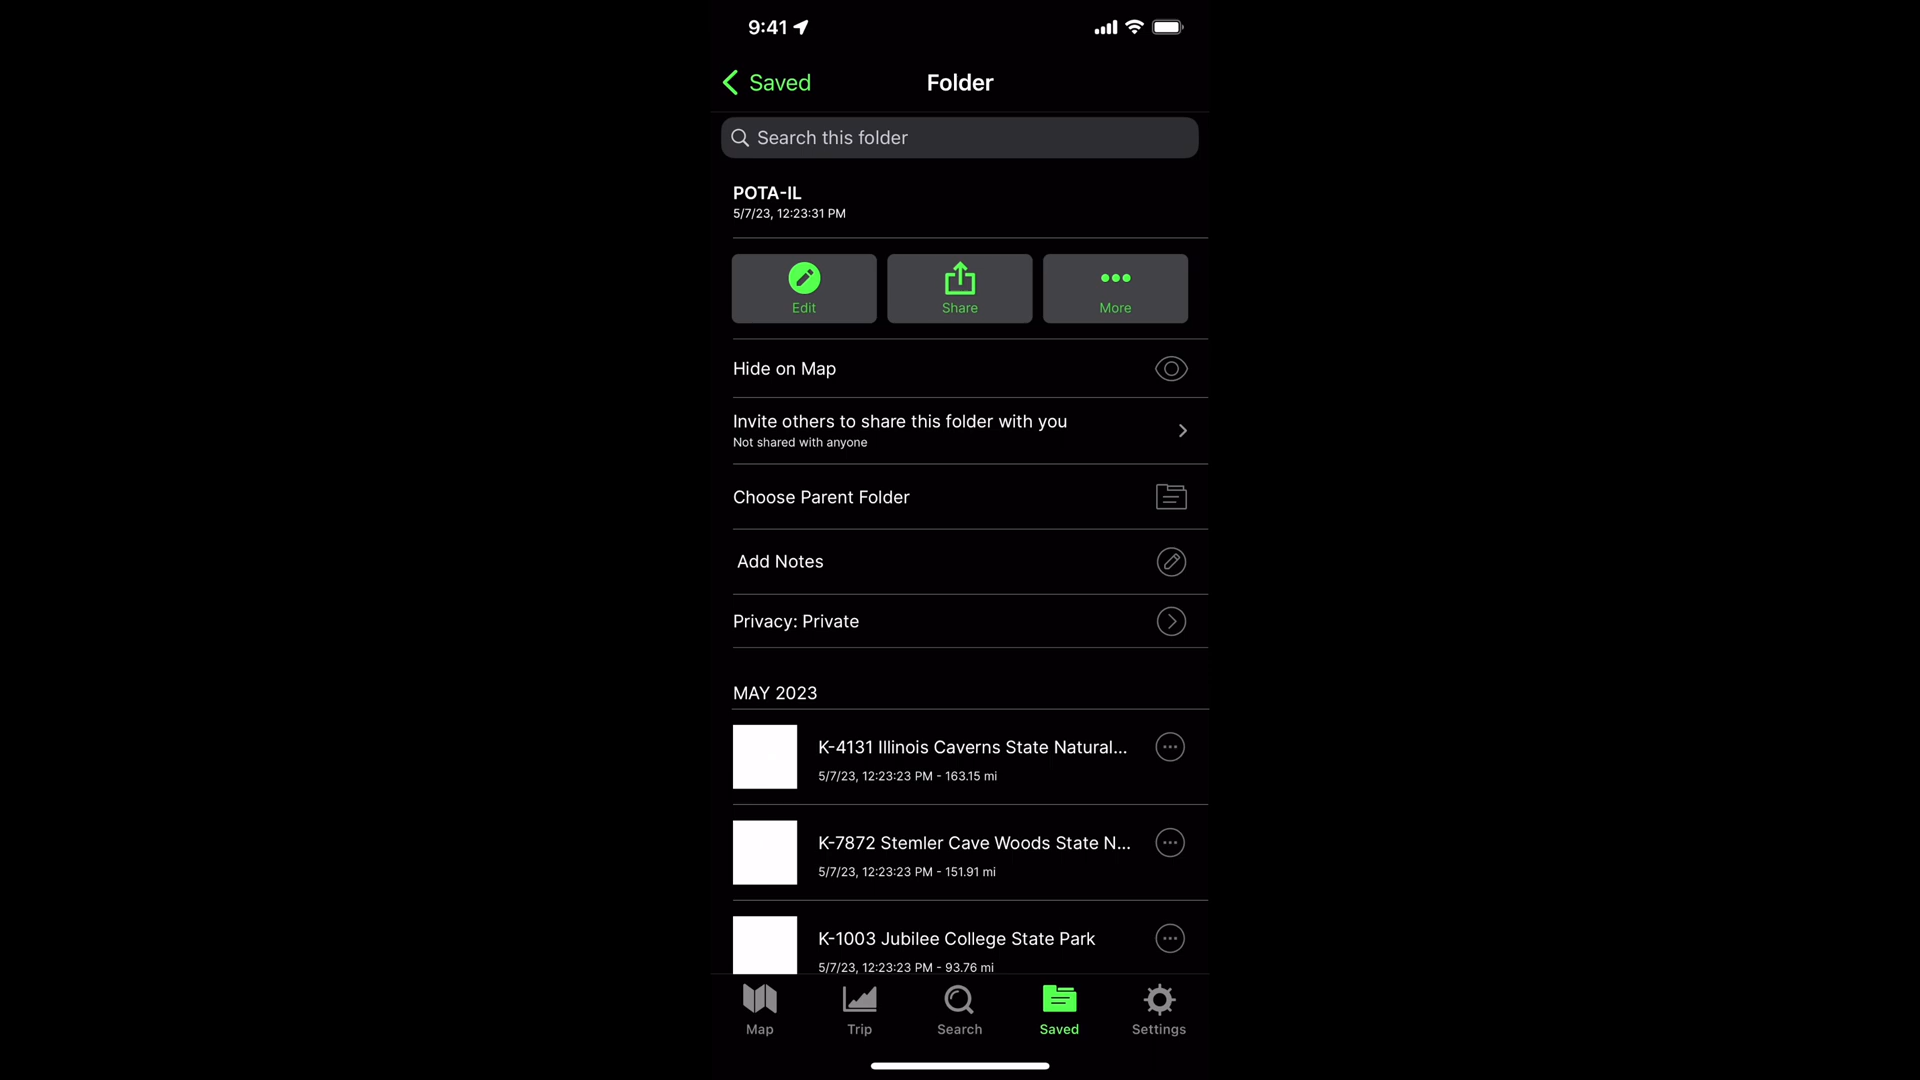 9:41
Saved
Folder
Search this folder
POTA-IL
5/7/23, 12:23:31 PM
Edit
Share
More
Hide on Map
Invite others to share this folder with you
Not shared with anyone
Choose Parent Folder
Add Notes
Privacy: Private
MAY 2023
K-4131 Illinois Caverns State Natural...
5/7/23, 12:23:23 PM - 163.15 mi
K-7872 Stemler Cave Woods State N...
5/7/23, 12:23:23 PM - 151.91 mi
K-1003 Jubilee College State Park
5/7/23, 12:23:23 PM - 93.76 mi
Map
Trip
Search
Saved
Settings